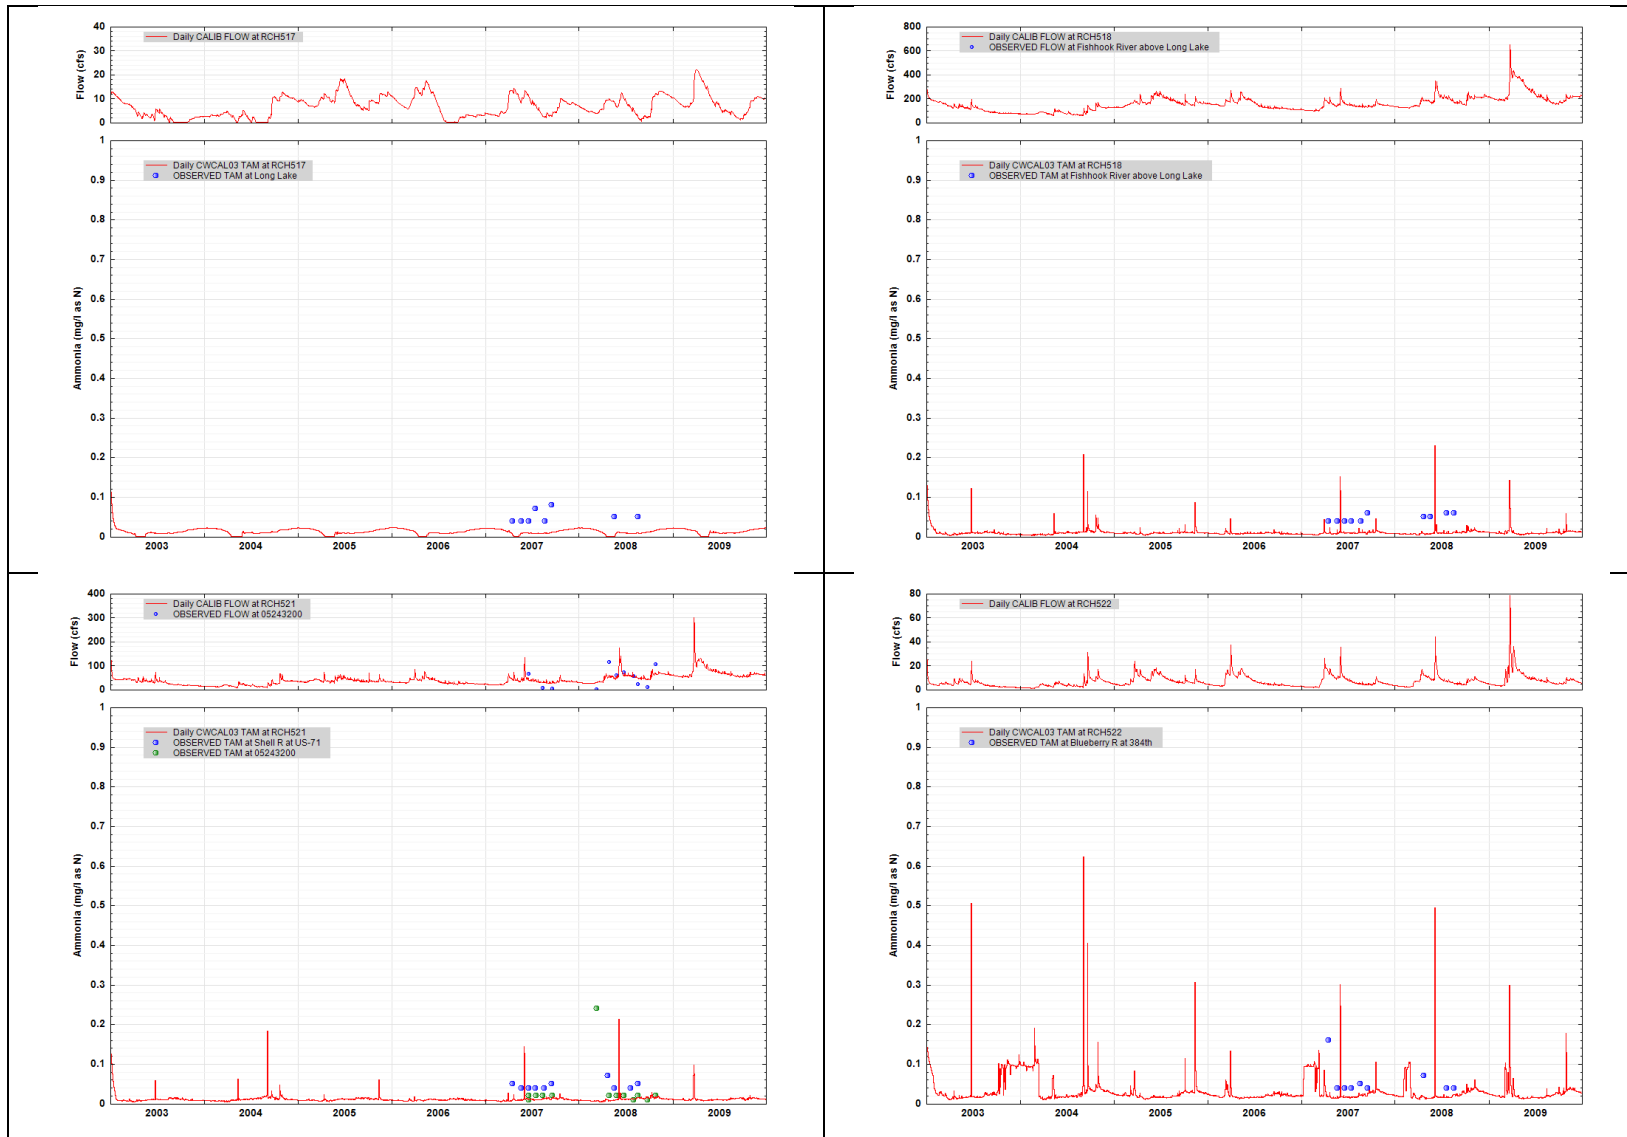 Flow (cfs)
40
30
20
10
0
Daily CALIB FLOW at RCH517
Ammonia (mg/l as N)
1
0.9
0.8
0.7
0.6
0.5
0.4
0.3
0.2
0.1
0
Daily CWCAL03 TAM at RCH517
OBSERVED TAM at Long Lake
2003 2004 2005 2006 2007 2008 2009
Flow (cfs)
800
600
400
200
0
Daily CALIB FLOW at RCH518
OBSERVED FLOW at Fishhook River above Long Lake
Ammonia (mg/l as N)
1
0.9
0.8
0.7
0.6
0.5
0.4
0.3
0.2
0.1
0
Daily CWCAL03 TAM at RCH518
OBSERVED TAM at Fishhook River above Long Lake
2003 2004 2005 2006 2007 2008 2009
Flow (cfs)
400
300
200
100
0
Daily CALIB FLOW at RCH521
OBSERVED FLOW at 05243200
Ammonia (mg/l as N)
1
0.9
0.8
0.7
0.6
0.5
0.4
0.3
0.2
0.1
0
Daily CWCAL03 TAM at RCH521
OBSERVED TAM at Shell R at US-71
OBSERVED TAM at 05243200
2003 2004 2005 2006 2007 2008 2009
Flow (cfs)
80
60
40
20
0
Daily CALIB FLOW at RCH522
Ammonia (mg/l as N)
1
0.9
0.8
0.7
0.6
0.5
0.4
0.3
0.2
0.1
0
Daily CWCAL03 TAM at RCH522
OBSERVED TAM at Blueberry R at 384th
2003 2004 2005 2006 2007 2008 2009